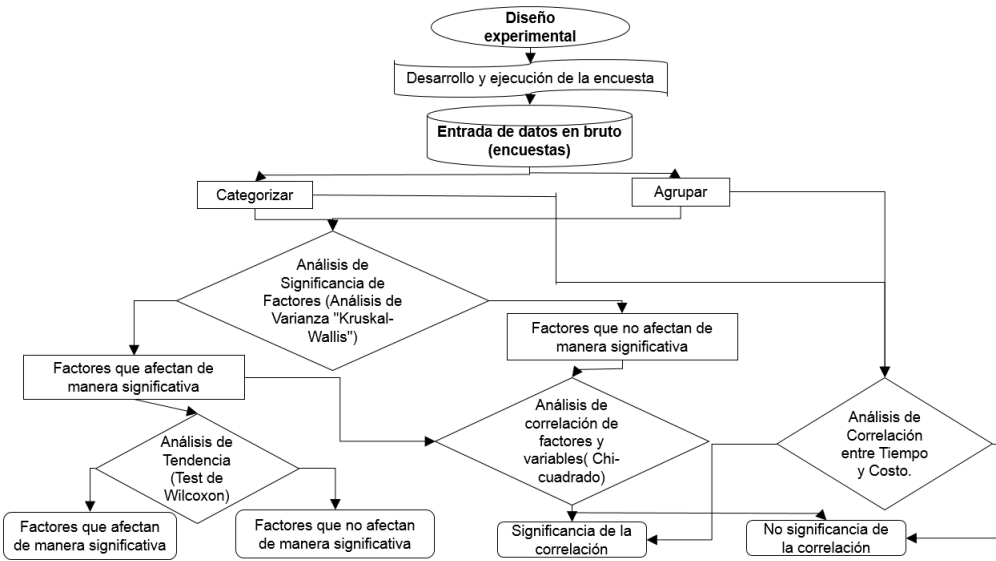 Diseño
experimental
Desarrollo y ejecución de la encuesta
Entrada de datos en bruto
(encuestas)
Categorizar
Agrupar
Análisis de
Significancia de
Factores (Análisis de
Varianza "Kruskal-
Wallis")
Factores que no afectan de
manera significativa
Factores que afectan de
manera significativa
Análisis de
correlación de
factores y
variables( Chi-
cuadrado)
Análisis de
Correlación
entre Tiempo
y Costo.
Análisis de
Tendencia
(Test de
Wilcoxon)
Factores que afectan
de manera significativa
Factores que no afectan
de manera significativa
Significancia de la
correlación
No significancia de
la correlación